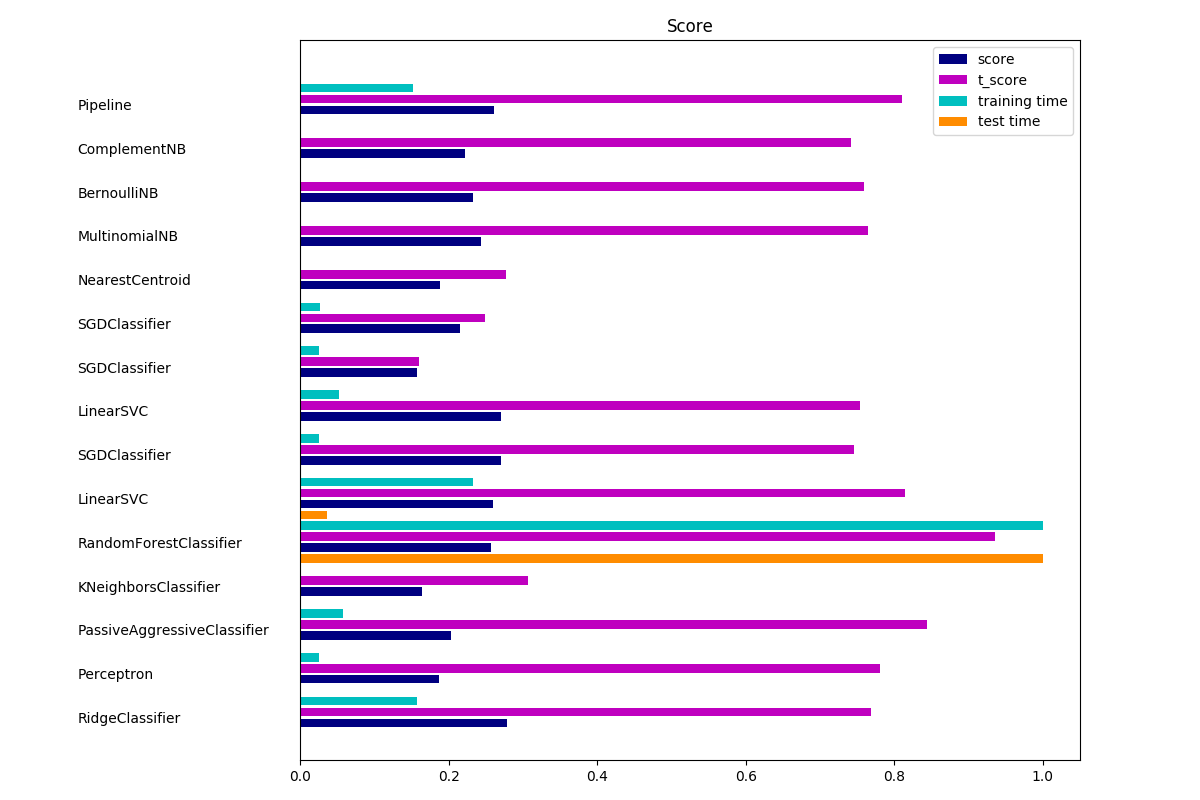 Score
score
t_score
training time
test time
Pipeline
ComplementNB
BernoulliNB
MultinomialNB
NearestCentroid
SGDClassifier
SGDClassifier
LinearSVC
SGDClassifier
LinearSVC
RandomForestClassifier
KNeighborsClassifier
PassiveAggressiveClassifier
Perceptron
RidgeClassifier
0.0 0.2 0.4 0.6 0.8 1.0